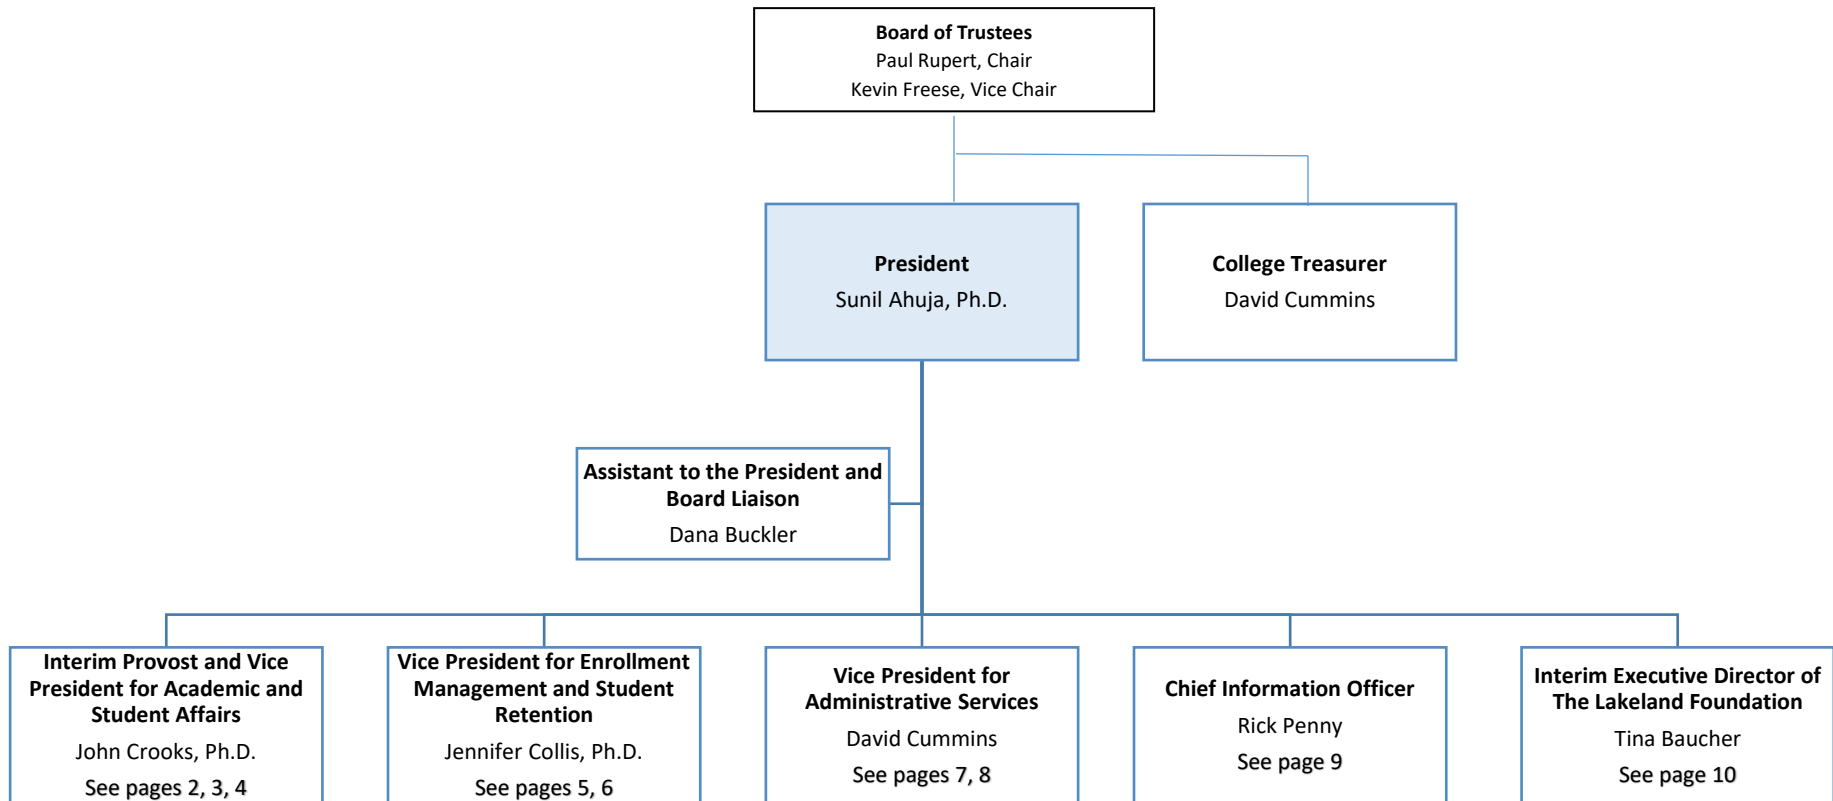 Board of Trustees
Paul Rupert, Chair
Kevin Freese, Vice Chair
President
Sunil Ahuja, Ph.D.
College Treasurer
David Cummins
Assistant to the President and
Board Liaison
Dana Buckler
Interim Provost and Vice
President for Academic and
Student Affairs
John Crooks, Ph.D.
See pages 2, 3, 4
Vice President for Enrollment
Management and Student
Retention
Jennifer Collis, Ph.D.
See pages 5, 6
Vice President for
Administrative Services
David Cummins
See pages 7, 8
Chief Information Officer
Rick Penny
See page 9
Interim Executive Director of
The Lakeland Foundation
Tina Baucher
See page 10